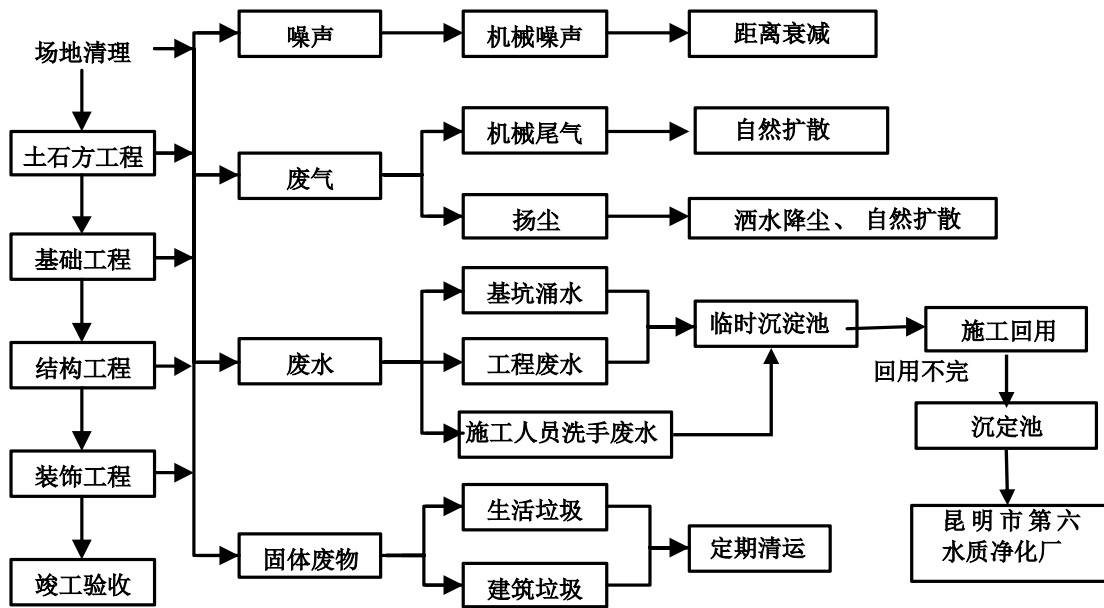 场地清理
噪声
机械噪声
距离衰减
土石方工程
废气
机械尾气
自然扩散
扬尘
洒水降尘、自然扩散
基础工程
基坑涌水
临时沉淀池
施工回用
结构工程
废水
工程废水
回用不完
施工人员洗手废水
沉定池
装饰工程
生活垃圾
昆明市第六
水质净化厂
固体废物
定期清运
竣工验收
建筑垃圾